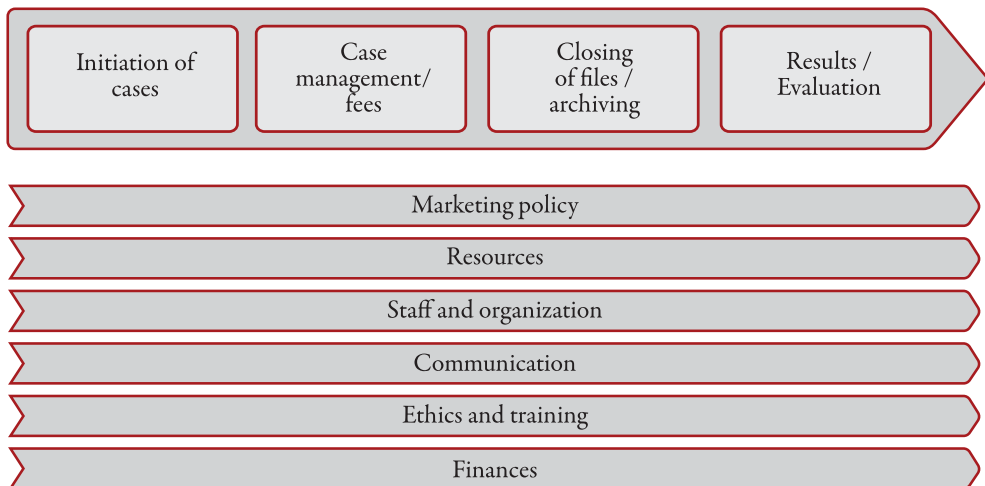 Initiation of
cases
Case
management/
fees
Closing
of files /
archiving
Results /
Evaluation
Marketing policy
Resources
Staff and organization
Communication
Ethics and training
Finances